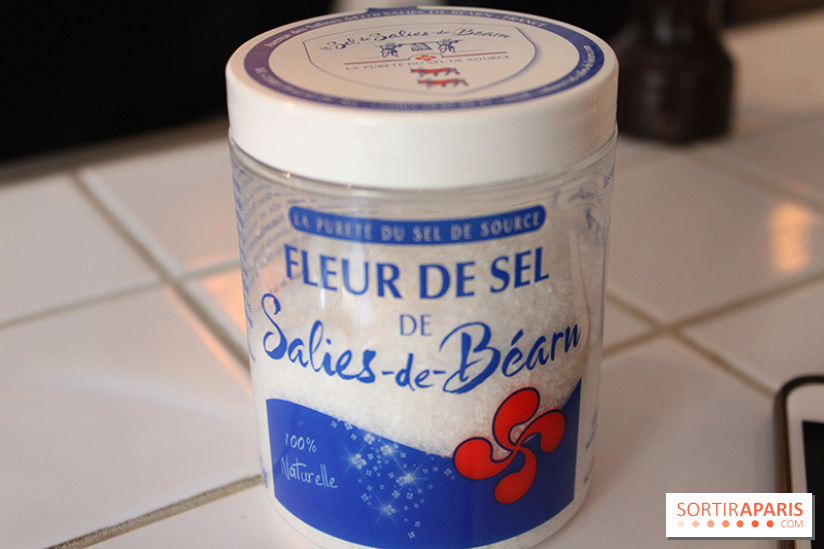 Le Sel de Salies-de-Béarn
LA PURETÉ DU SEL DE SOURCE
LA PURETÉ DU SEL DE SOURCE
FLEUR DE SEL
DE
Salies-de-Béarn
100%
Naturelle
SORTIRAPARIS
.COM